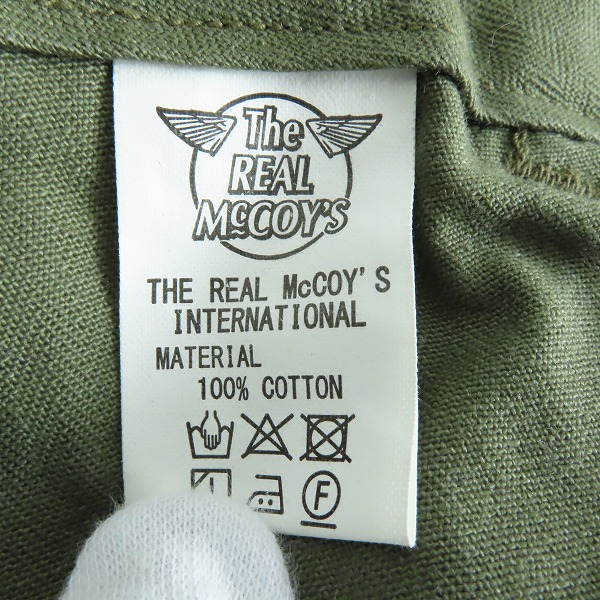 The
REAL
McCOY'S
THE REAL McCOY'S
INTERNATIONAL
MATERIAL
100% COTTON
F